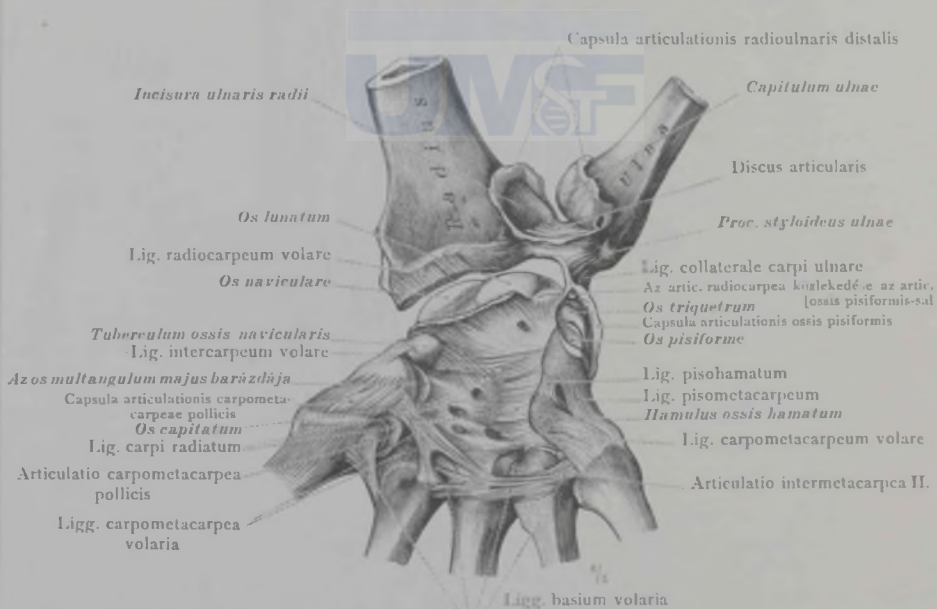 Capsula articulationis radioulnaris distalis
Incisura ulnaris radii
Capitulum ulnae
Radius
Ulna
Discus articularis
Os lunatum
Proc. styloideus ulnae
Lig. radiocarpeum volare
Os naviculare
Lig. collaterale carpi ulnare
Az artic. radiocarpea közlekedése az artic.
[ossis pisiformis-sal
Os triquetrum
Capsula articulationis ossis pisiformis
Os pisiforme
Tuberculum ossis navicularis
Lig. intercarpeum volare
Az os multangulum majus barázdája
Capsula articulationis carpometa-
carpeae pollicis
Os capitatum
Lig. carpi radiatum
Articulatio carpometacarpea
pollicis
Ligg. carpometacarpea
volaria
Lig. pisohamatum
Lig. pisometacarpeum
Hamulus ossis hamatum
Lig. carpometacarpeum volare
Articulatio intermetacarpea II.
Ligg. basium volaria